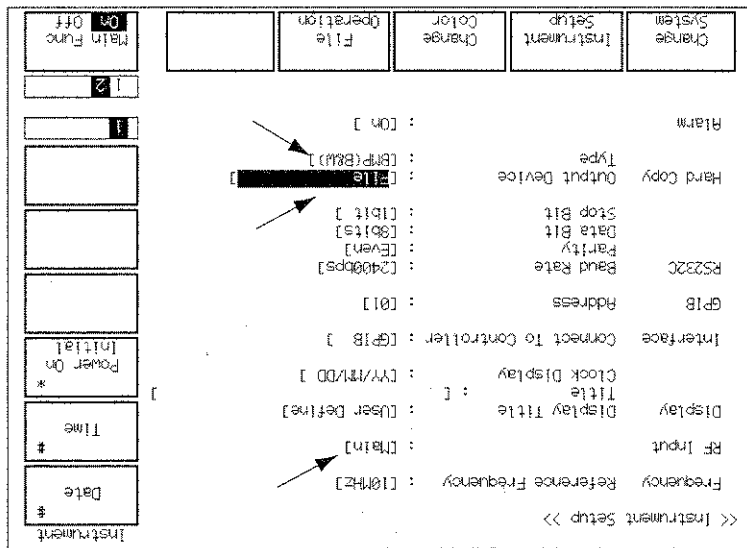 << Instrument Setup >>
Frequency Reference Frequency : [10MHz]
RF Input : [Main]
Display Display Title : [User Define]
Title : [ ]
Clock Display : [YY/MM/DD ]
Interface Connect To Controller : [GPIB ]
GPIB Address : [01]
RS232C Baud Rate : [2400bps]
Parity : [Even]
Data Bit : [8bits]
Stop Bit : [1bit ]
Hard Copy Output Device : [File ]
Type : [BMP(B&W)]
Alarm : [On ]
Instrument
#
Date
#
Time
*
Power On
Initial
1
1 2
Change
System
Instrument
Setup
Change
Color
File
Operation
Main Func
On Off